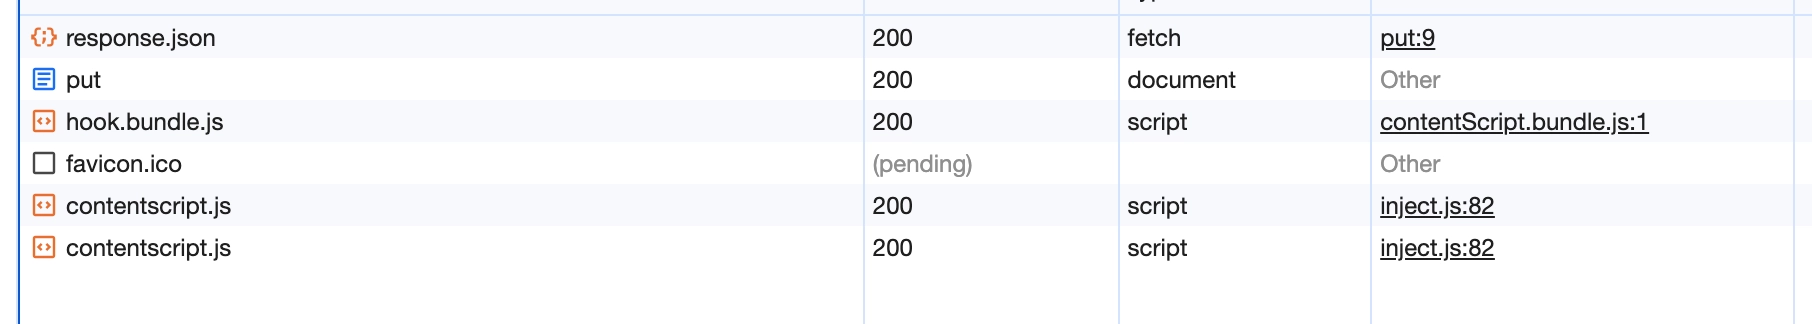 response.json 200 fetch put:9
put 200 document Other
hook.bundle.js 200 script contentScript.bundle.js:1
favicon.ico (pending) Other
contentscript.js 200 script inject.js:82
contentscript.js 200 script inject.js:82